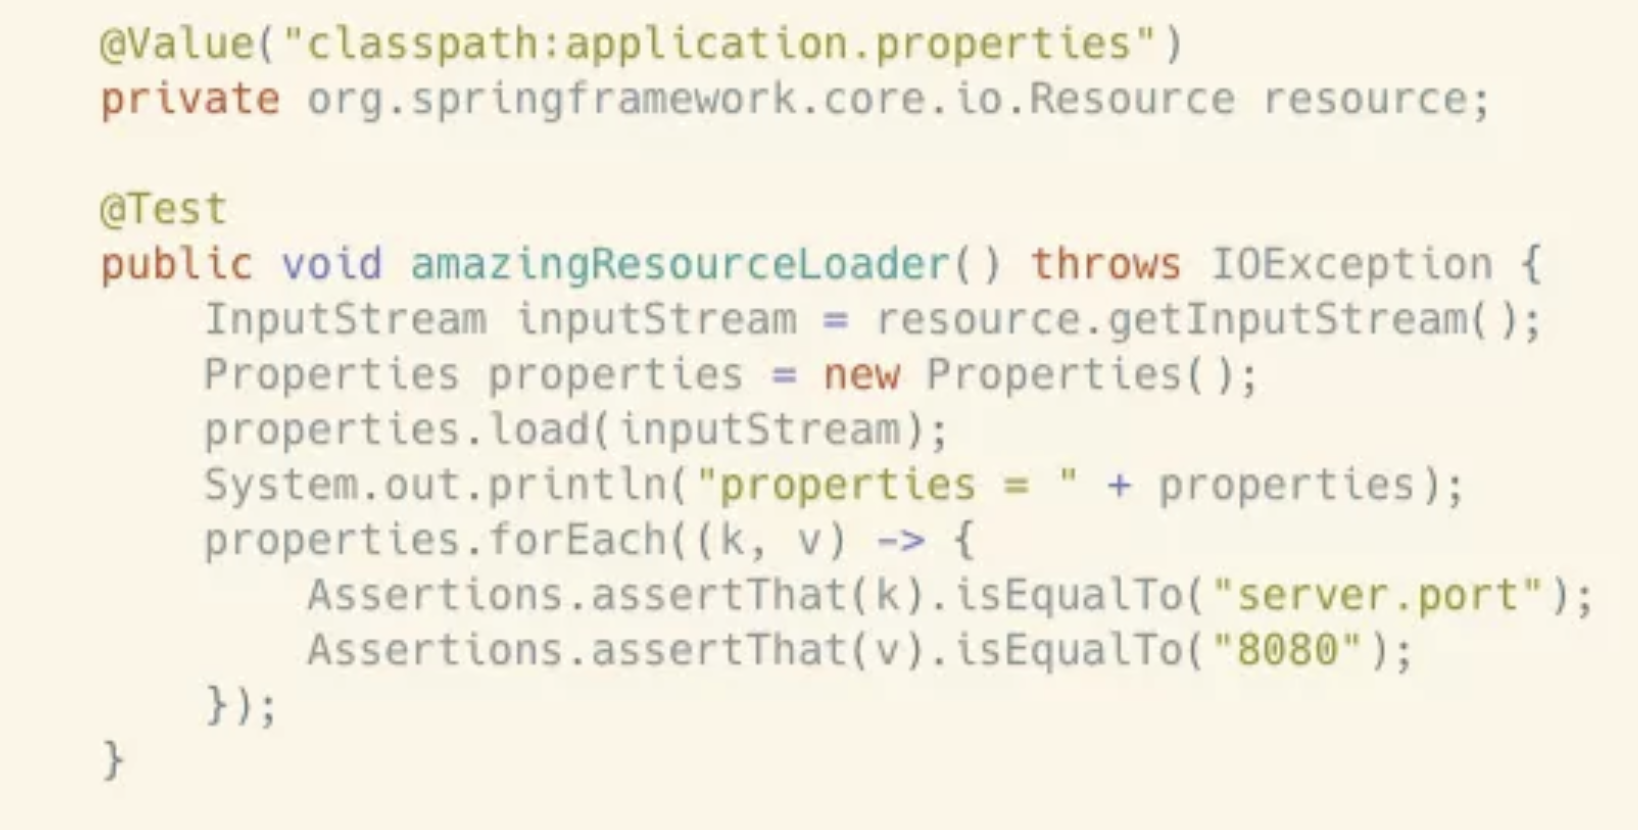 @Value("classpath:application.properties")
private org.springframework.core.io.Resource resource;

@Test
public void amazingResourceLoader() throws IOException {
    InputStream inputStream = resource.getInputStream();
    Properties properties = new Properties();
    properties.load(inputStream);
    System.out.println("properties = " + properties);
    properties.forEach((k, v) -> {
        Assertions.assertThat(k).isEqualTo("server.port");
        Assertions.assertThat(v).isEqualTo("8080");
    });
}